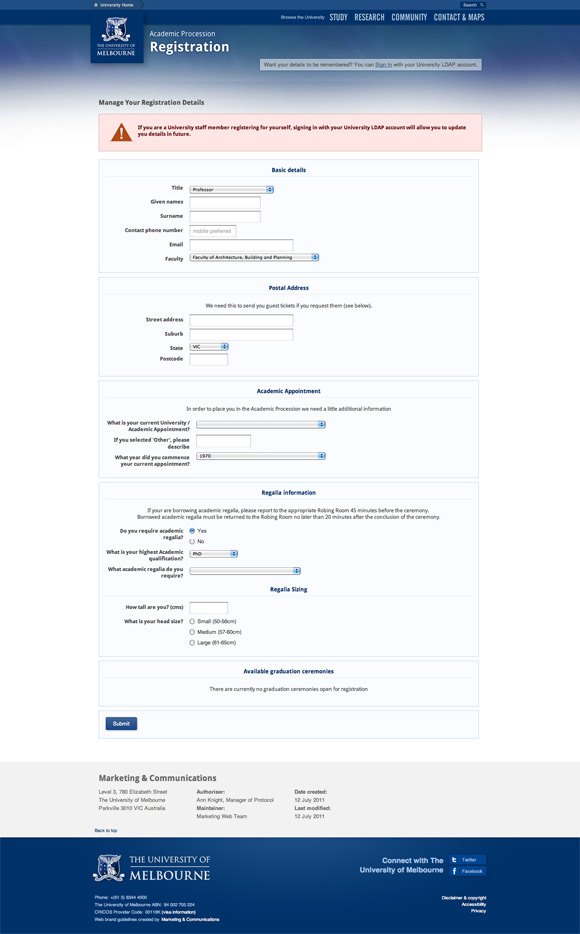 University Home
Search
Browse the University STUDY RESEARCH COMMUNITY CONTACT & MAPS
THE UNIVERSITY OF
MELBOURNE
Academic Procession
Registration
Want your details to be remembered? You can Sign In with your University LDAP account.
Manage Your Registration Details
If you are a University staff member registering for yourself, signing in with your University LDAP account will allow you to update
you details in future.
Basic details
Title Professor
Given names
Surname
Contact phone number mobile preferred
Email
Faculty Faculty of Architecture, Building and Planning
Postal Address
We need this to send you guest tickets if you request them (see below).
Street address
Suburb
State VIC
Postcode
Academic Appointment
In order to place you in the Academic Procession we need a little additional information
What is your current University /
Academic Appointment?
If you selected 'Other', please
describe
What year did you commence
your current appointment?
1970
Regalia information
If your are borrowing academic regalia, please report to the appropriate Robing Room 45 minutes before the ceremony.
Borrowed academic regalia must be returned to the Robing Room no later than 20 minutes after the conclusion of the ceremony.
Do you require academic
regalia?
Yes
No
What is your highest Academic
qualification?
PhD
What academic regalia do you
require?
Regalia Sizing
How tall are you? (cms)
What is your head size?
Small (50-56cm)
Medium (57-60cm)
Large (61-65cm)
Available graduation ceremonies
There are currently no graduation ceremonies open for registration
Submit
Marketing & Communications
Level 3, 780 Elizabeth Street
The University of Melbourne
Parkville 3010 VIC Australia
Authoriser:
Ann Knight, Manager of Protocol
Maintainer:
Marketing Web Team
Date created:
12 July 2011
Last modified:
12 July 2011
Back to top
THE UNIVERSITY OF
MELBOURNE
Connect with The
University of Melbourne
Twitter
Facebook
Phone: +(61 3) 8344 4000
The University of Melbourne ABN: 84 002 705 224
CRICOS Provider Code: 00116K (visa information)
Web brand guidelines created by Marketing & Communications
Disclaimer & copyright
Accessibility
Privacy